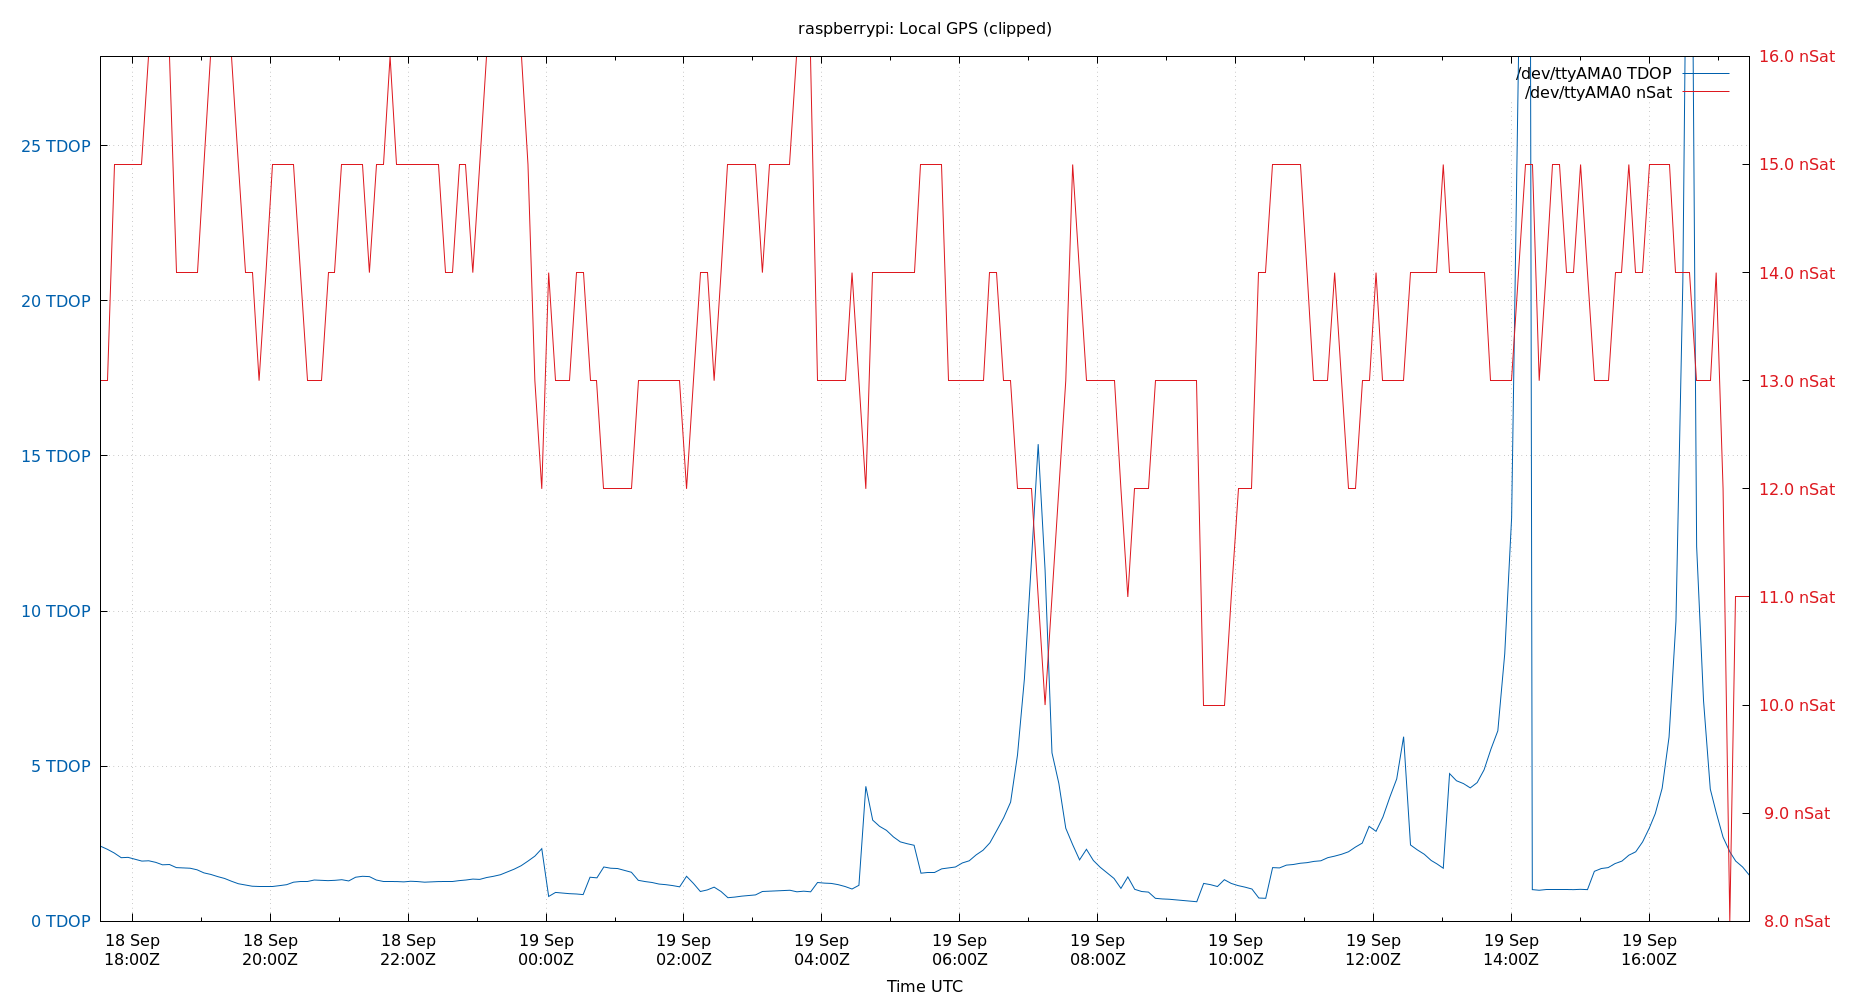 raspberrypi: Local GPS (clipped)
16.0 nSat
/dev/ttyAMA0 TDOP
/dev/ttyAMA0 nSat
25 TDOP
15.0 nSat
14.0 nSat
20 TDOP
13.0 nSat
15 TDOP
12.0 nSat
10 TDOP
11.0 nSat
10.0 nSat
5 TDOP
9.0 nSat
0 TDOP
8.0 nSat
18 Sep 18 Sep 18 Sep 19 Sep 19 Sep 19 Sep 19 Sep 19 Sep 19 Sep 19 Sep 19 Sep 19 Sep
18:00Z 20:00Z 22:00Z 00:00Z 02:00Z 04:00Z 06:00Z 08:00Z 10:00Z 12:00Z 14:00Z 16:00Z
Time UTC